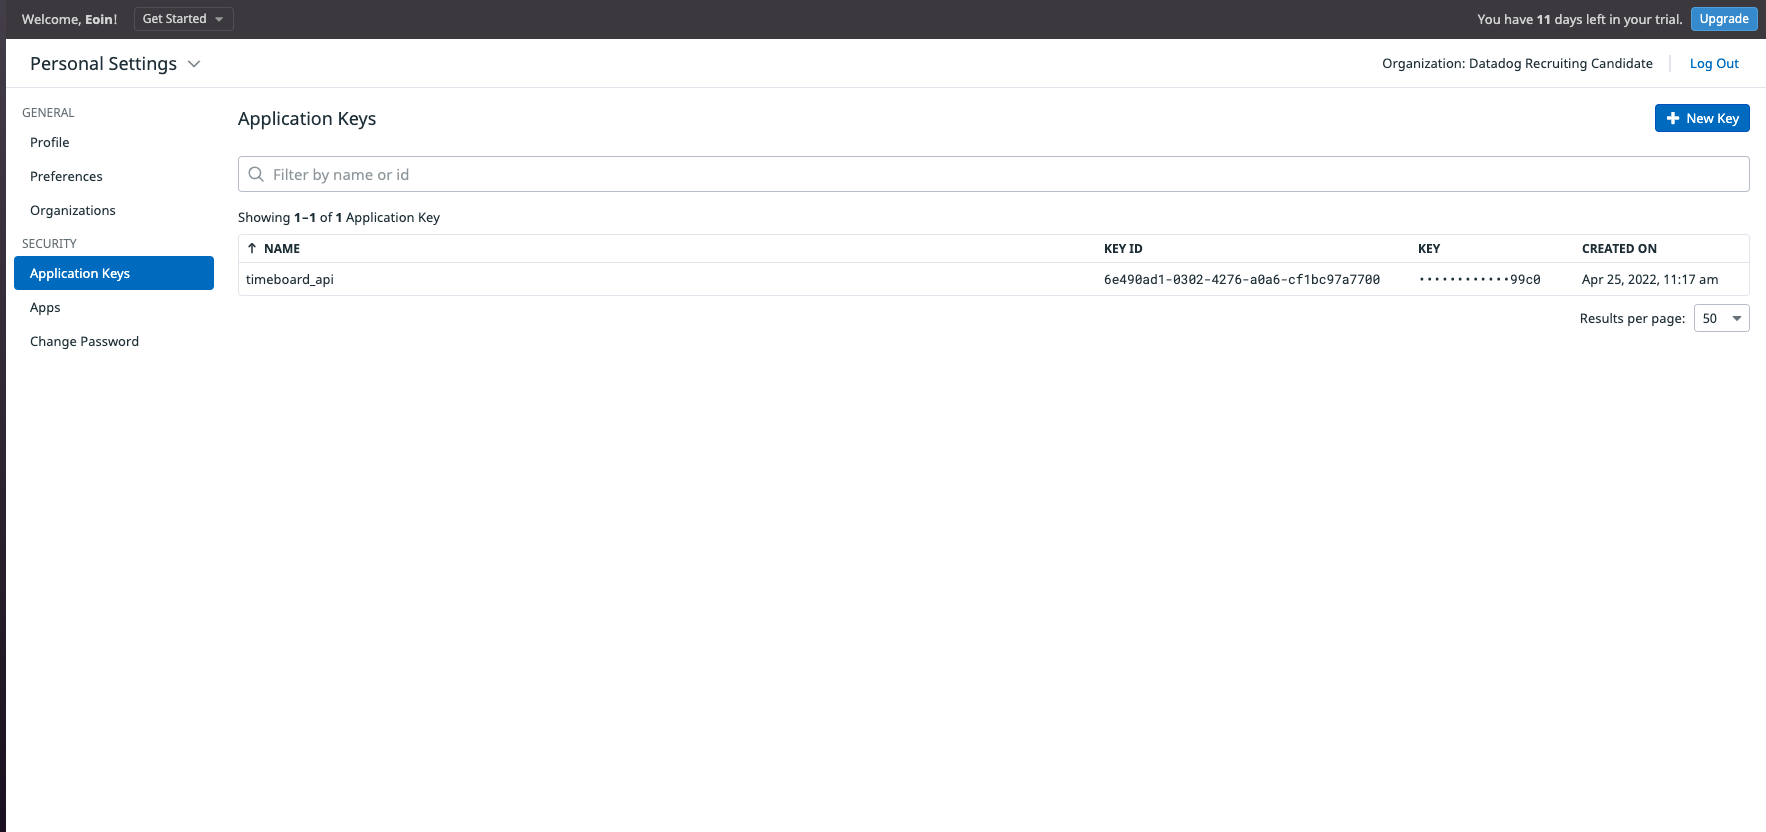 Welcome, Eoin! Get Started You have 11 days left in your trial. Upgrade
Personal Settings Organization: Datadog Recruiting Candidate Log Out
GENERAL
Profile
Preferences
Organizations
SECURITY
Application Keys
Apps
Change Password
Application Keys New Key
Filter by name or id
Showing 1–1 of 1 Application Key
NAME KEY ID KEY CREATED ON
timeboard_api 6e490ad1-0302-4276-a0a6-cf1bc97a7700 ••••••••••••99c0 Apr 25, 2022, 11:17 am
Results per page: 50